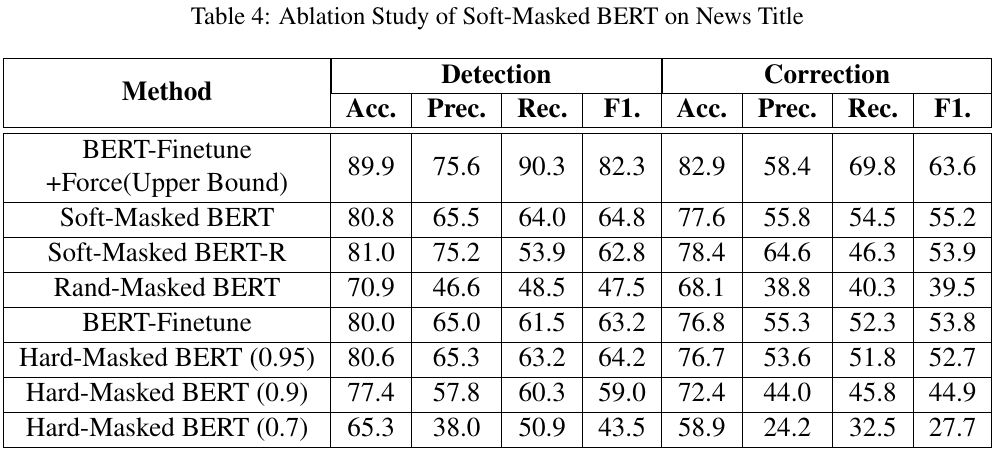 Table 4: Ablation Study of Soft-Masked BERT on News Title
Method Detection Correction
Acc. Prec. Rec. F1. Acc. Prec. Rec. F1.
BERT-Finetune
+Force(Upper Bound) 89.9 75.6 90.3 82.3 82.9 58.4 69.8 63.6
Soft-Masked BERT 80.8 65.5 64.0 64.8 77.6 55.8 54.5 55.2
Soft-Masked BERT-R 81.0 75.2 53.9 62.8 78.4 64.6 46.3 53.9
Rand-Masked BERT 70.9 46.6 48.5 47.5 68.1 38.8 40.3 39.5
BERT-Finetune 80.0 65.0 61.5 63.2 76.8 55.3 52.3 53.8
Hard-Masked BERT (0.95) 80.6 65.3 63.2 64.2 76.7 53.6 51.8 52.7
Hard-Masked BERT (0.9) 77.4 57.8 60.3 59.0 72.4 44.0 45.8 44.9
Hard-Masked BERT (0.7) 65.3 38.0 50.9 43.5 58.9 24.2 32.5 27.7